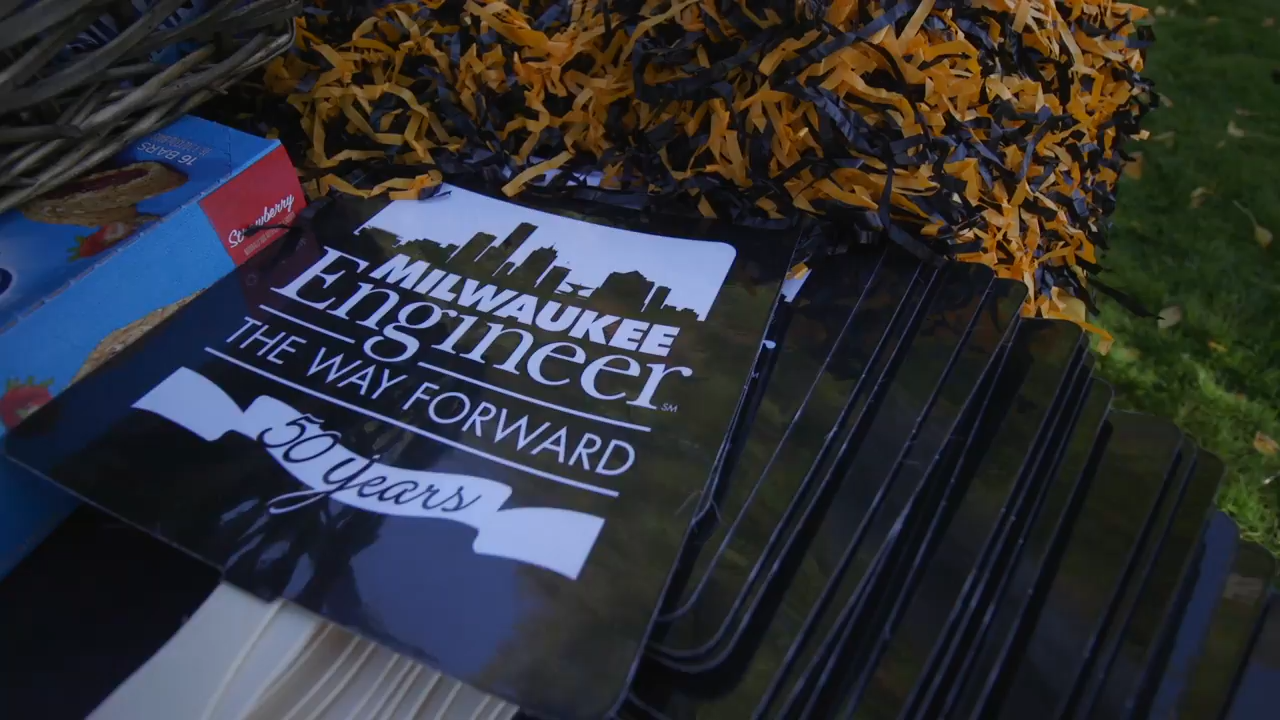 16 BARS
Strawberry
MILWAUKEE
Engineer SM
THE WAY FORWARD
50 years